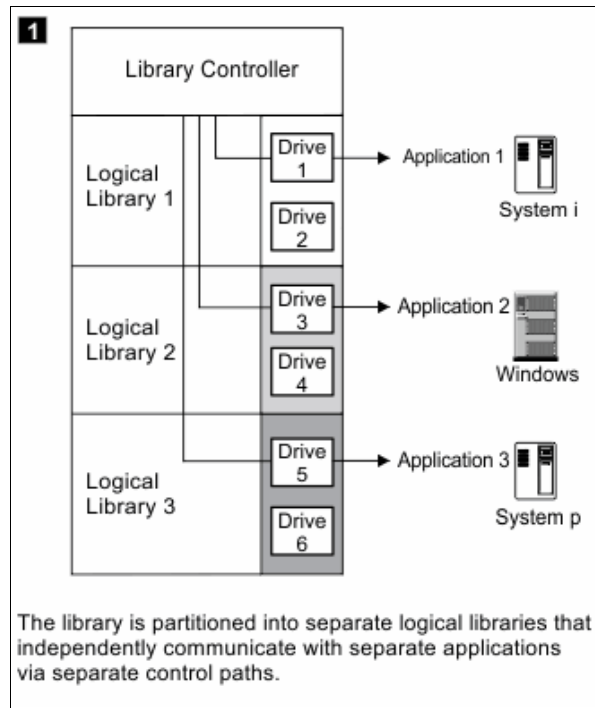 1
Library Controller
Logical
Library 1
Drive
1
Application 1
System i
Drive
2
Logical
Library 2
Drive
3
Application 2
Windows
Drive
4
Logical
Library 3
Drive
5
Application 3
System p
Drive
6
The library is partitioned into separate logical libraries that
independently communicate with separate applications
via separate control paths.